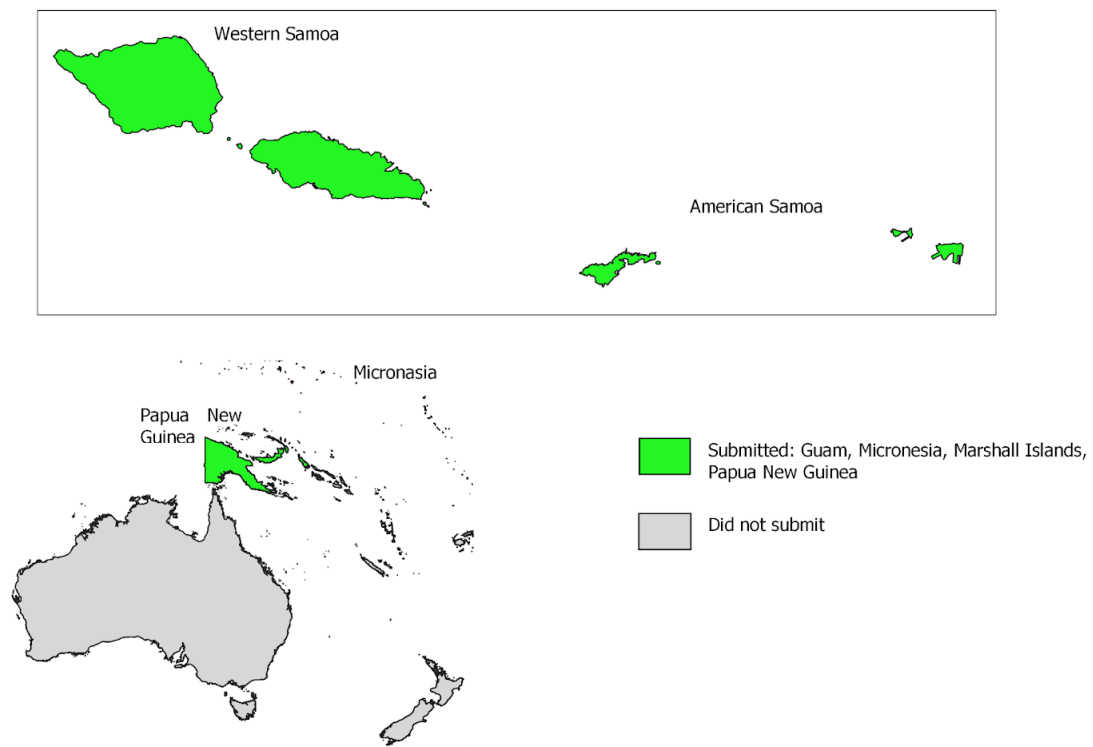 Western Samoa
American Samoa
Micronasia
Papua New
Guinea
Submitted: Guam, Micronesia, Marshall Islands,
Papua New Guinea
Did not submit